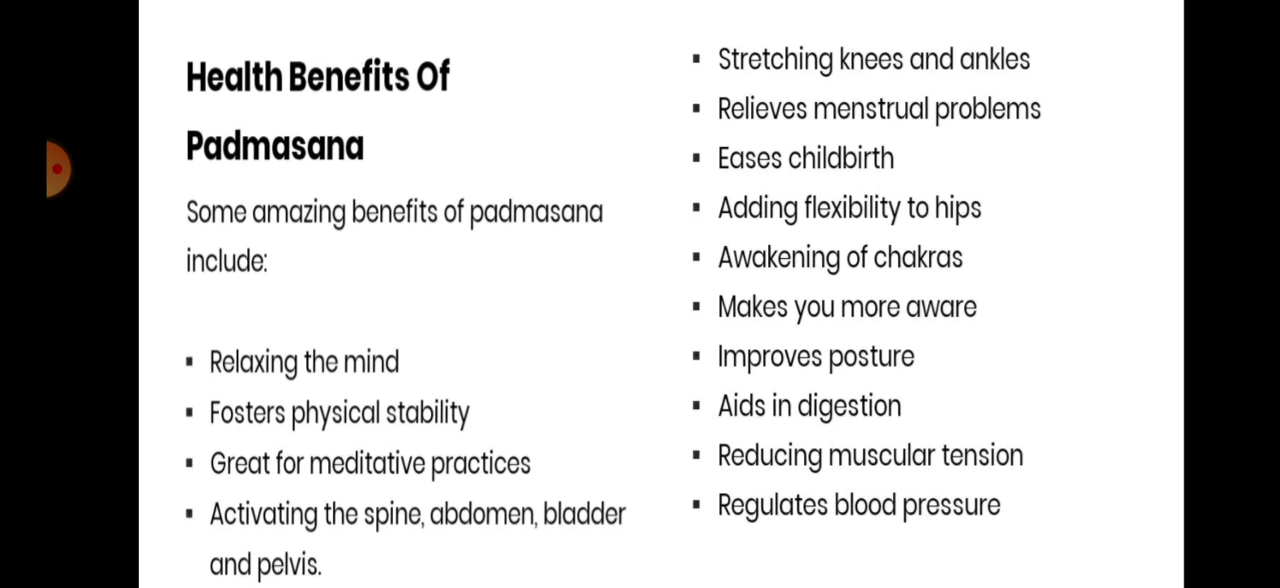 Health Benefits Of
Padmasana
Some amazing benefits of padmasana
include:
▪ Relaxing the mind
▪ Fosters physical stability
▪ Great for meditative practices
▪ Activating the spine, abdomen, bladder
and pelvis.
▪ Stretching knees and ankles
▪ Relieves menstrual problems
▪ Eases childbirth
▪ Adding flexibility to hips
▪ Awakening of chakras
▪ Makes you more aware
▪ Improves posture
▪ Aids in digestion
▪ Reducing muscular tension
▪ Regulates blood pressure